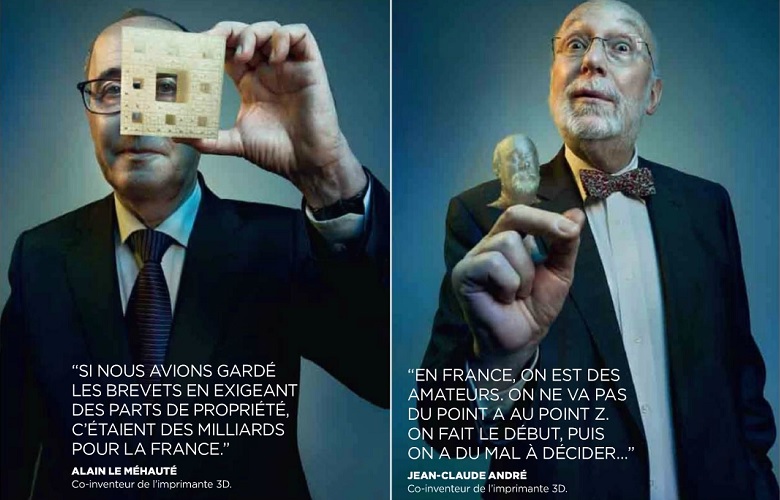 “SI NOUS AVIONS GARDÉ
LES BREVETS EN EXIGEANT
DES PARTS DE PROPRIÉTÉ,
C’ÉTAIENT DES MILLIARDS
POUR LA FRANCE.”
ALAIN LE MÉHAUTÉ
Co-inventeur de l’imprimante 3D.
“EN FRANCE, ON EST DES
AMATEURS. ON NE VA PAS
DU POINT A AU POINT Z.
ON FAIT LE DÉBUT, PUIS
ON A DU MAL À DÉCIDER...”
JEAN-CLAUDE ANDRÉ
Co-inventeur de l’imprimante 3D.